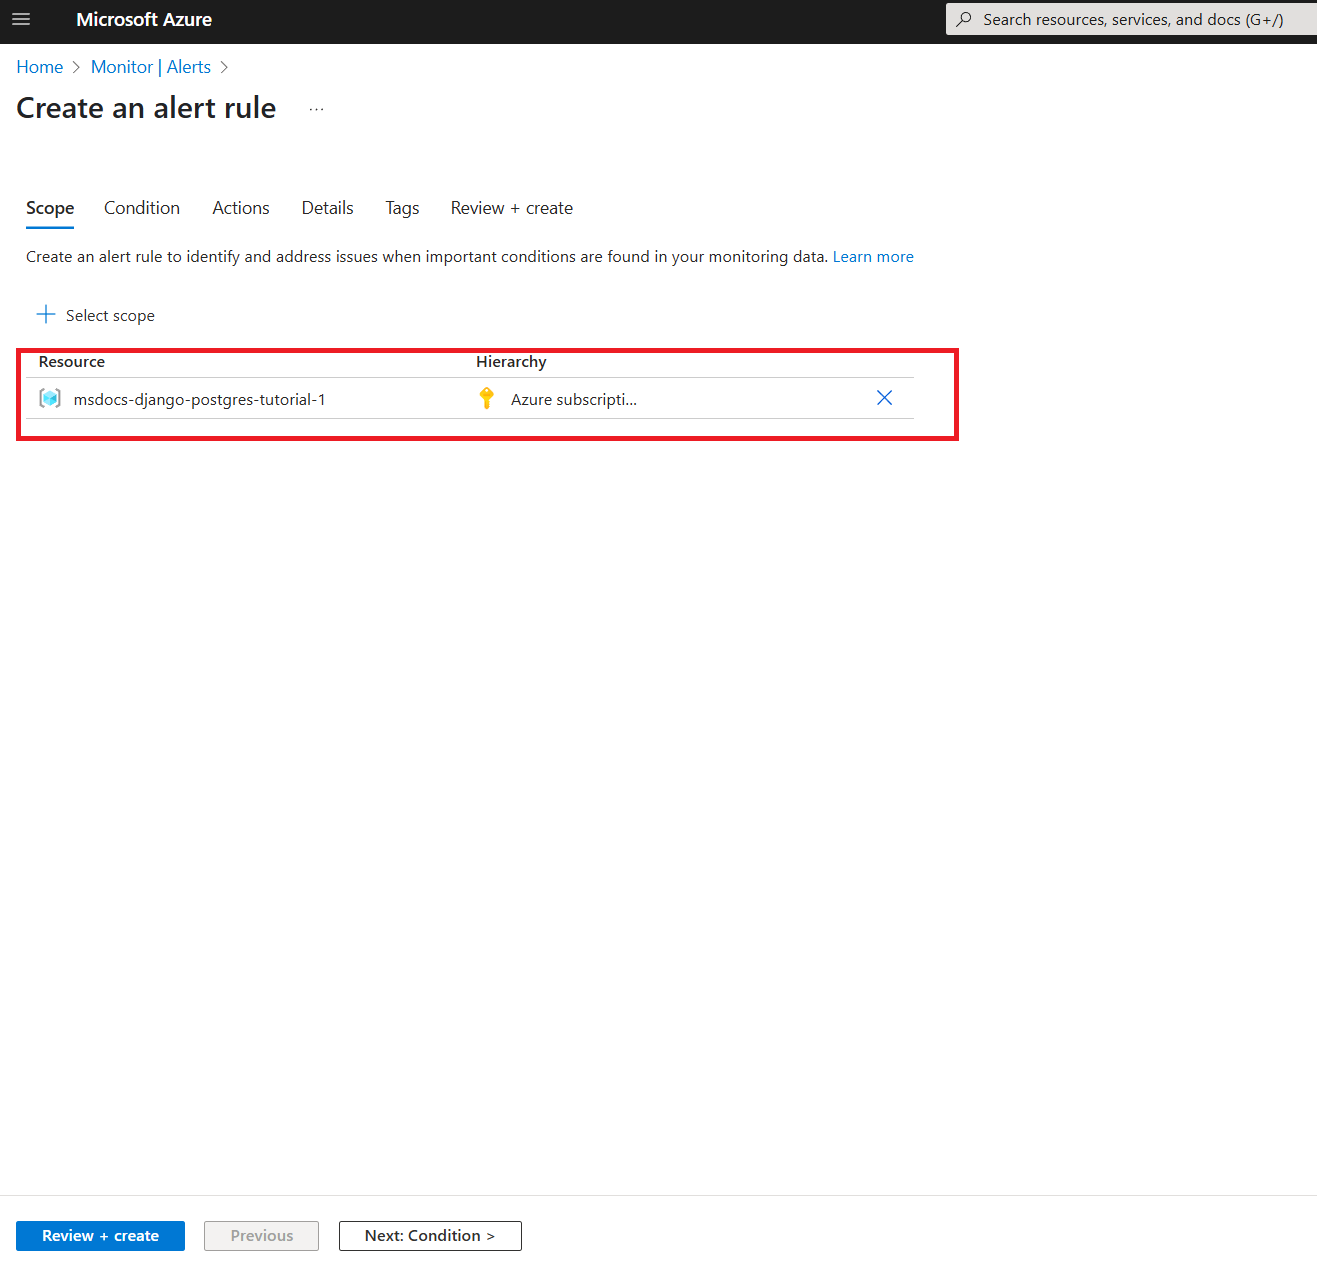 Microsoft Azure
Search resources, services, and docs (G+/)
Home > Monitor | Alerts >
Create an alert rule ...
Scope Condition Actions Details Tags Review + create
Create an alert rule to identify and address issues when important conditions are found in your monitoring data. Learn more
Select scope
Resource Hierarchy
msdocs-django-postgres-tutorial-1 Azure subscripti...
Review + create Previous Next: Condition >